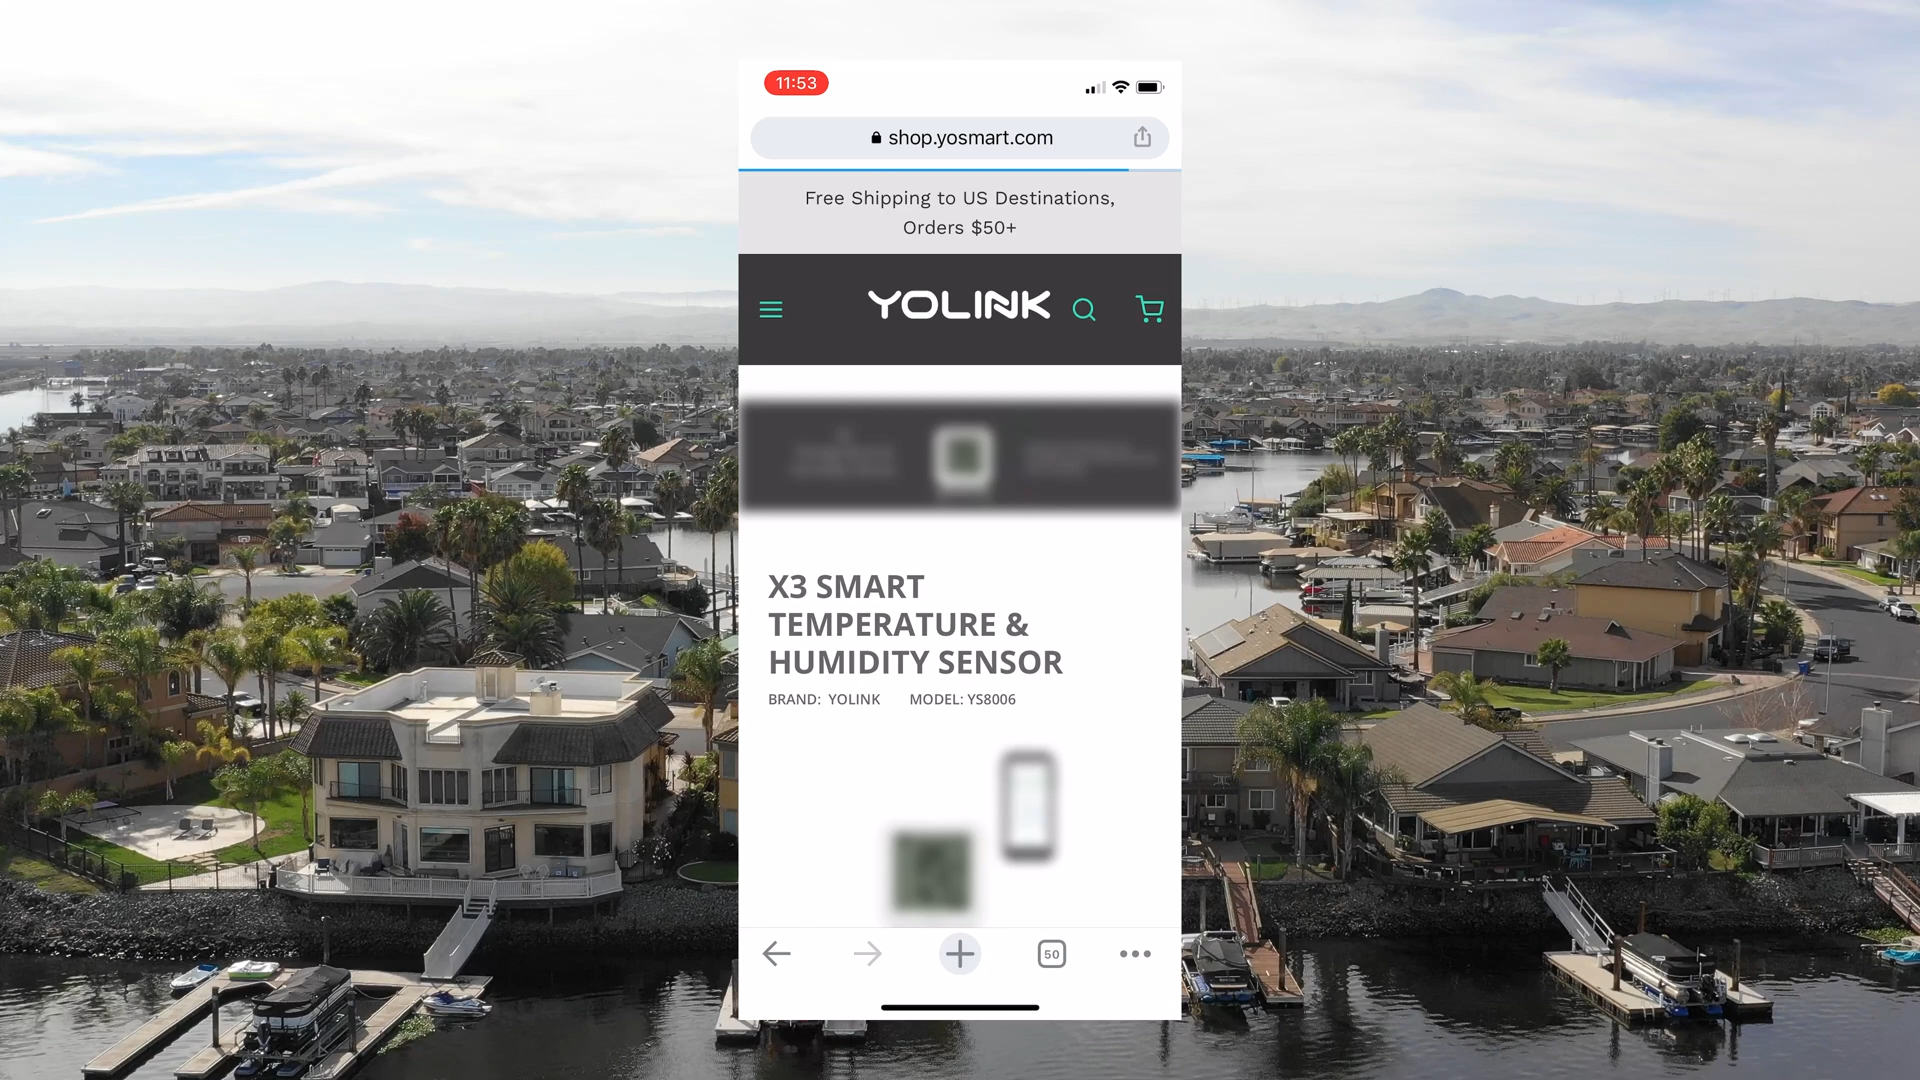 11:53
shop.yosmart.com
Free Shipping to US Destinations,
Orders $50+
YOLINK
X3 SMART
TEMPERATURE &
HUMIDITY SENSOR
BRAND: YOLINK MODEL: YS8006
50